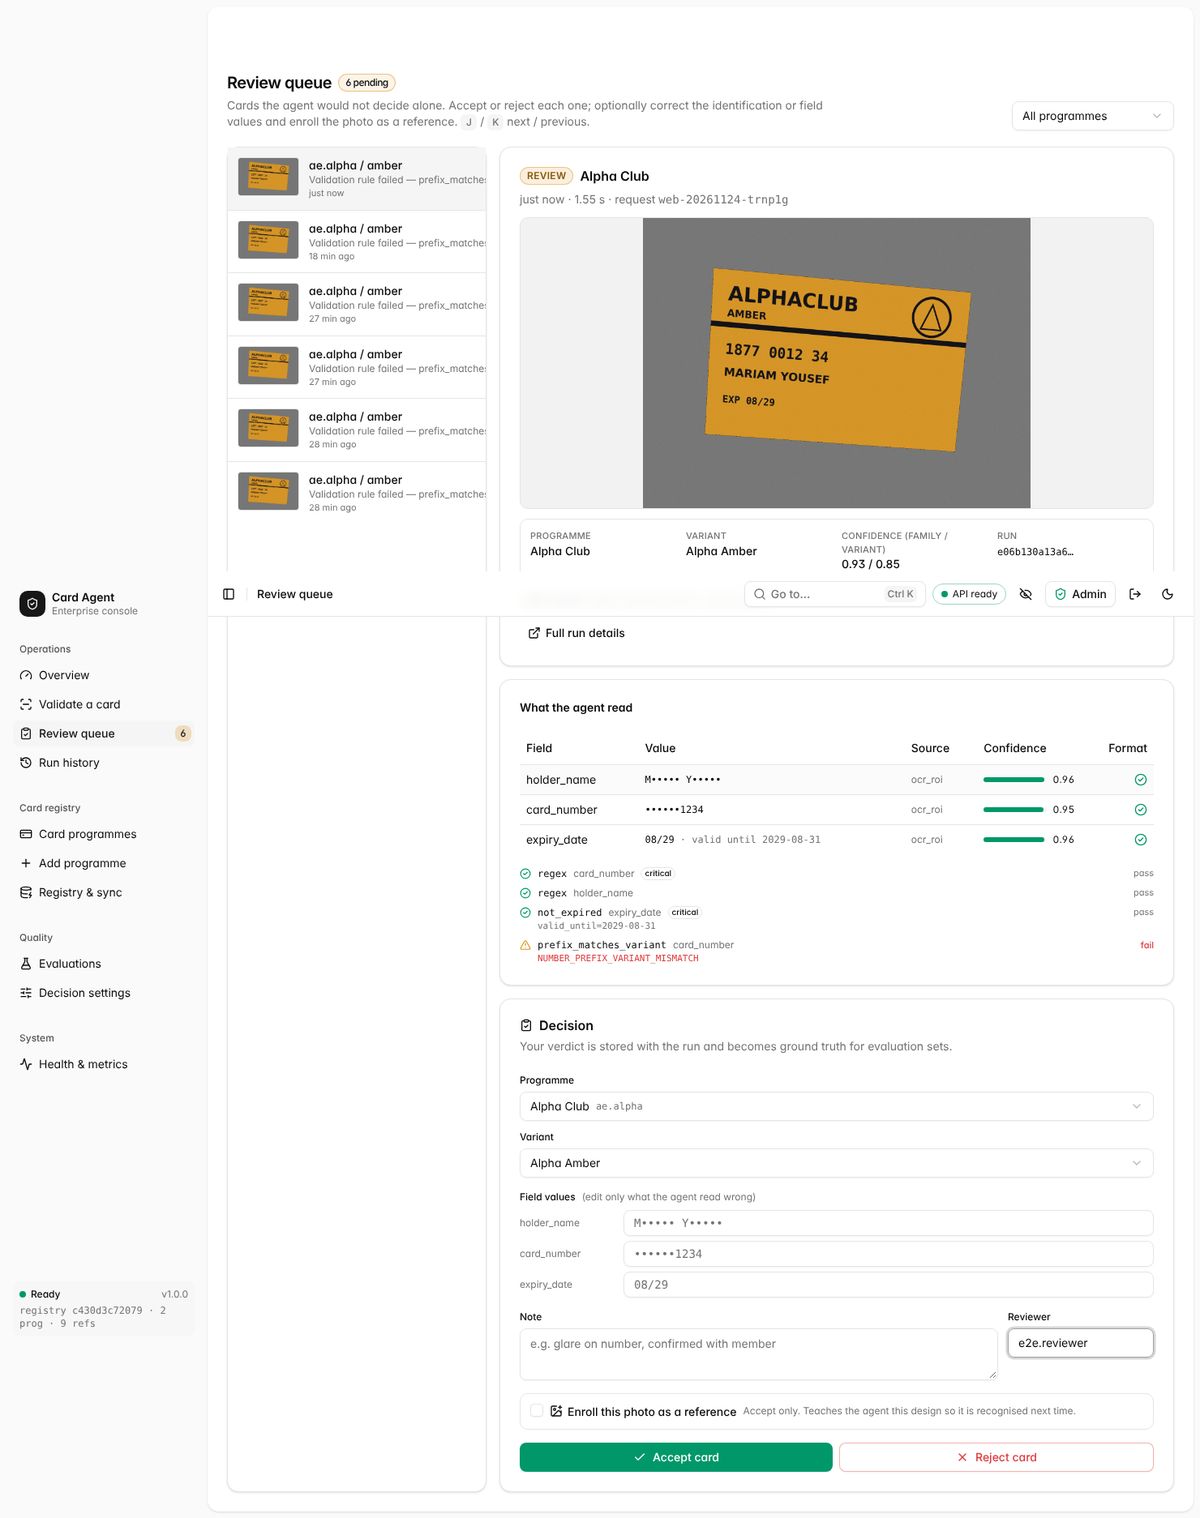 Review queue 6 pending
Cards the agent would not decide alone. Accept or reject each one; optionally correct the identification or field
values and enroll the photo as a reference. J / K next / previous.
All programmes
ae.alpha / amber
Validation rule failed — prefix_matches
just now
ae.alpha / amber
Validation rule failed — prefix_matches
18 min ago
ae.alpha / amber
Validation rule failed — prefix_matches
27 min ago
ae.alpha / amber
Validation rule failed — prefix_matches
27 min ago
ae.alpha / amber
Validation rule failed — prefix_matches
28 min ago
ae.alpha / amber
Validation rule failed — prefix_matches
28 min ago
REVIEW Alpha Club
just now · 1.55 s · request web-20261124-trnp1g
ALPHACLUB
AMBER
1877 0012 34
MARIAM YOUSEF
EXP 08/29
PROGRAMME
Alpha Club
VARIANT
Alpha Amber
CONFIDENCE (FAMILY /
VARIANT)
0.93 / 0.85
RUN
e06b130a13a6…
Card Agent
Enterprise console
Review queue
Go to... Ctrl K
API ready
Admin
Operations
Overview
Validate a card
Review queue 6
Run history
Card registry
Card programmes
Add programme
Registry & sync
Quality
Evaluations
Decision settings
System
Health & metrics
Ready v1.0.0
registry c430d3c72079 · 2
prog · 9 refs
Full run details
What the agent read
Field Value Source Confidence Format
holder_name M••••• Y••••• ocr_roi 0.96
card_number ••••••1234 ocr_roi 0.95
expiry_date 08/29 · valid until 2029-08-31 ocr_roi 0.96
regex card_number critical pass
regex holder_name pass
not_expired expiry_date critical pass
valid_until=2029-08-31
prefix_matches_variant card_number fail
NUMBER_PREFIX_VARIANT_MISMATCH
Decision
Your verdict is stored with the run and becomes ground truth for evaluation sets.
Programme
Alpha Club ae.alpha
Variant
Alpha Amber
Field values (edit only what the agent read wrong)
holder_name M••••• Y•••••
card_number ••••••1234
expiry_date 08/29
Note
e.g. glare on number, confirmed with member
Reviewer
e2e.reviewer
Enroll this photo as a reference Accept only. Teaches the agent this design so it is recognised next time.
Accept card
Reject card